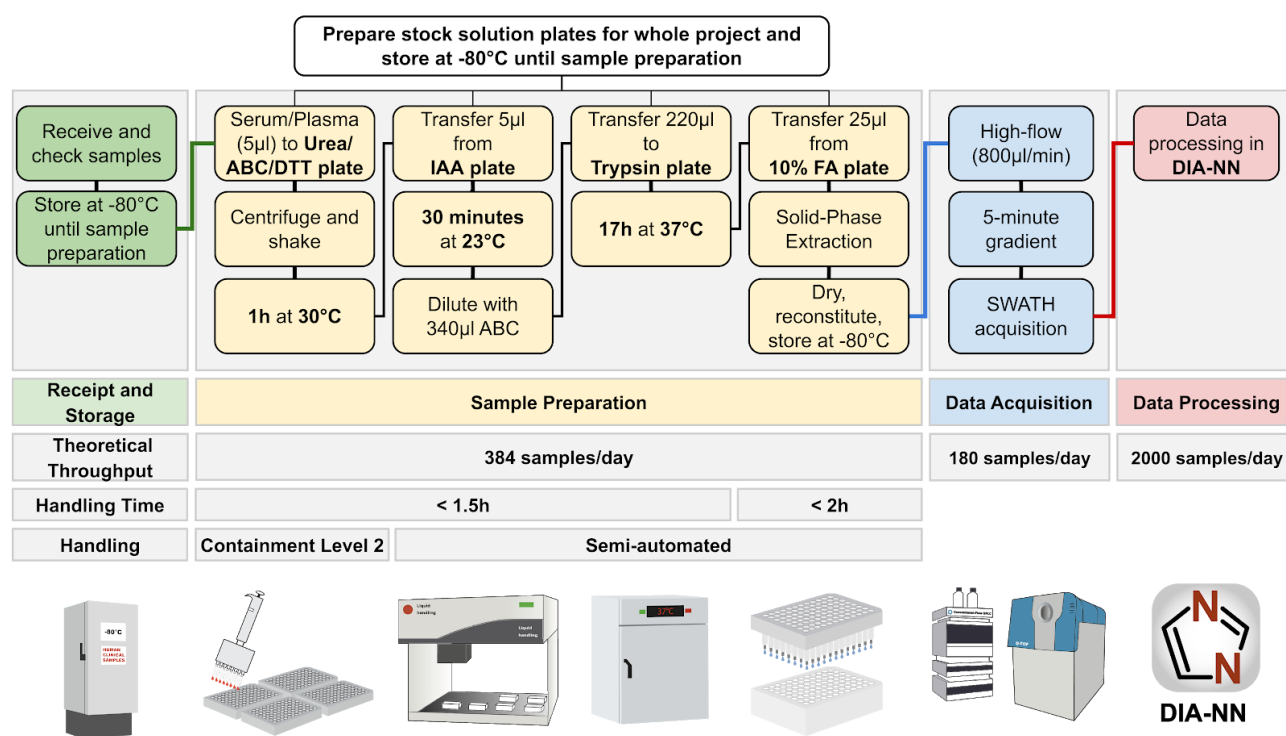 Prepare stock solution plates for whole project and
store at -80°C until sample preparation
Receive and
check samples
Store at -80°C
until sample
preparation
Serum/Plasma
(5µl) to Urea/
ABC/DTT plate
Centrifuge and
shake
1h at 30°C
Transfer 5µl
from
IAA plate
30 minutes
at 23°C
Dilute with
340µl ABC
Transfer 220µl
to
Trypsin plate
17h at 37°C
Transfer 25µl
from
10% FA plate
Solid-Phase
Extraction
Dry,
reconstitute,
store at -80°C
High-flow
(800µl/min)
5-minute
gradient
SWATH
acquisition
Data
processing in
DIA-NN
Receipt and
Storage
Sample Preparation
Data Acquisition
Data Processing
Theoretical
Throughput
384 samples/day
180 samples/day
2000 samples/day
Handling Time
< 1.5h
< 2h
Handling
Containment Level 2
Semi-automated
-80°C
HUMAN
CLINICAL
SAMPLES
Liquid
handling
Liquid
handling
37°C
N
N
DIA-NN